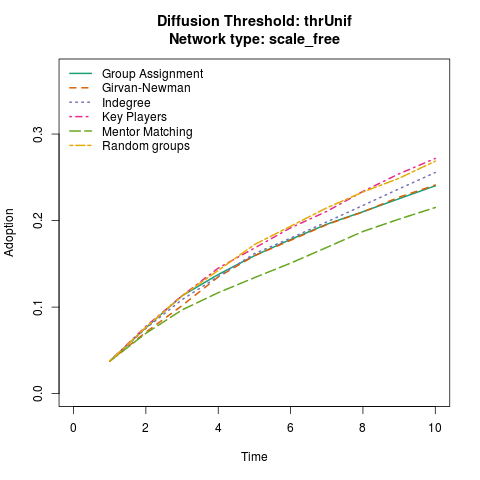 Diffusion Threshold: thrUnif
Network type: scale_free
Group Assignment
Girvan-Newman
Indegree
Key Players
Mentor Matching
Random groups
Adoption
0.3
0.2
0.1
0.0
0 2 4 6 8 10
Time